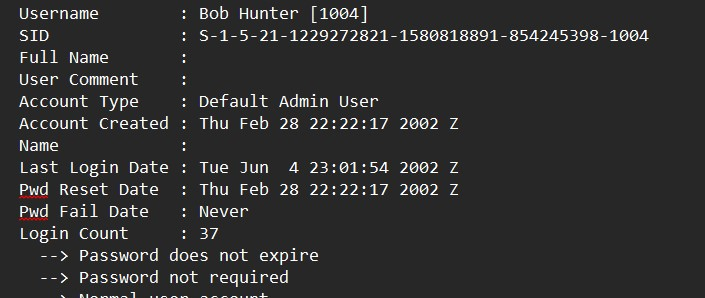 Username : Bob Hunter [1004]
SID : S-1-5-21-1229272821-1580818891-854245398-1004
Full Name :
User Comment :
Account Type : Default Admin User
Account Created : Thu Feb 28 22:22:17 2002 Z
Name :
Last Login Date : Tue Jun 4 23:01:54 2002 Z
Pwd Reset Date : Thu Feb 28 22:22:17 2002 Z
Pwd Fail Date : Never
Login Count : 37
--> Password does not expire
--> Password not required
--> Normal user account